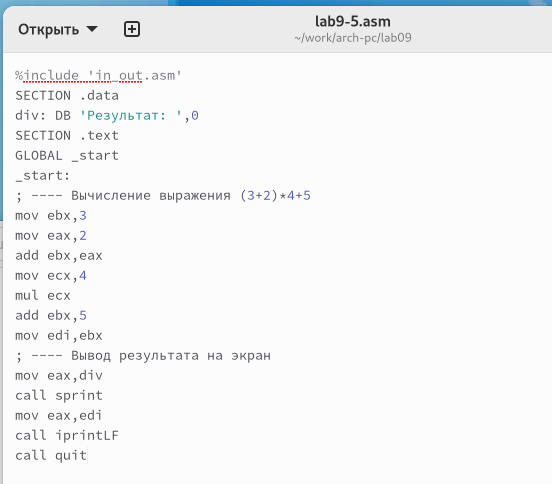 Открыть
lab9-5.asm
~/work/arch-pc/lab09
%include 'in_out.asm'
SECTION .data
div: DB 'Результат: ',0
SECTION .text
GLOBAL _start
_start:
; ---- Вычисление выражения (3+2)*4+5
mov ebx,3
mov eax,2
add ebx,eax
mov ecx,4
mul ecx
add ebx,5
mov edi,ebx
; ---- Вывод результата на экран
mov eax,div
call sprint
mov eax,edi
call iprintLF
call quit